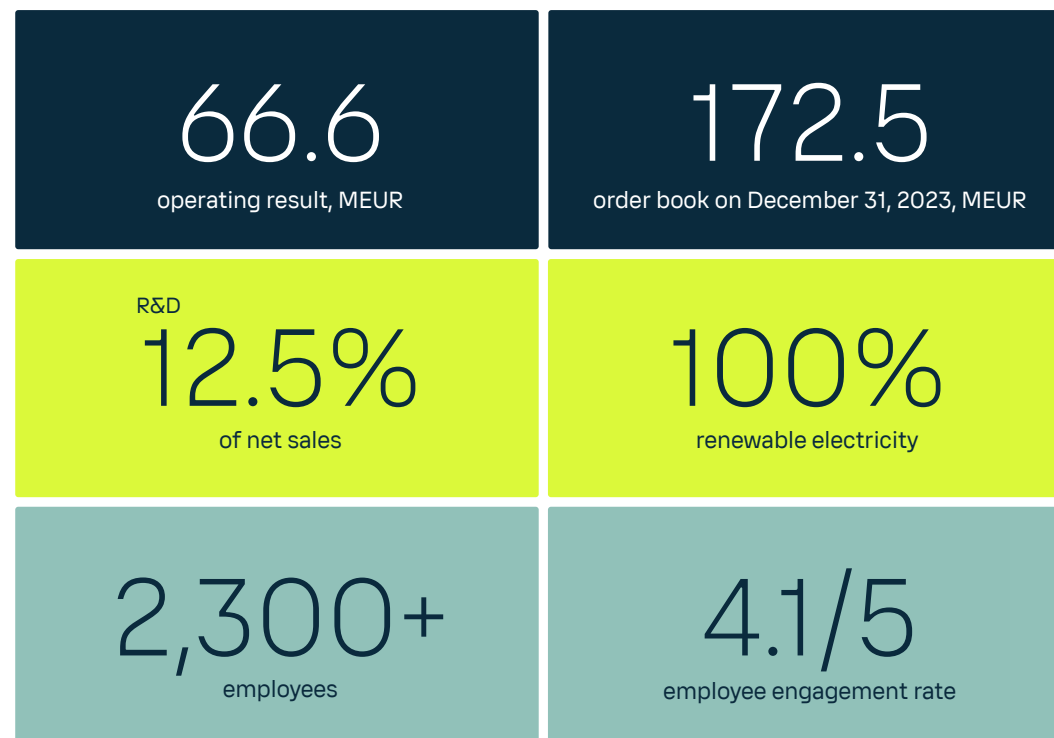 66.6
operating result, MEUR
172.5
order book on December 31, 2023, MEUR
R&D
12.5%
of net sales
100%
renewable electricity
2,300+
employees
4.1/5
employee engagement rate